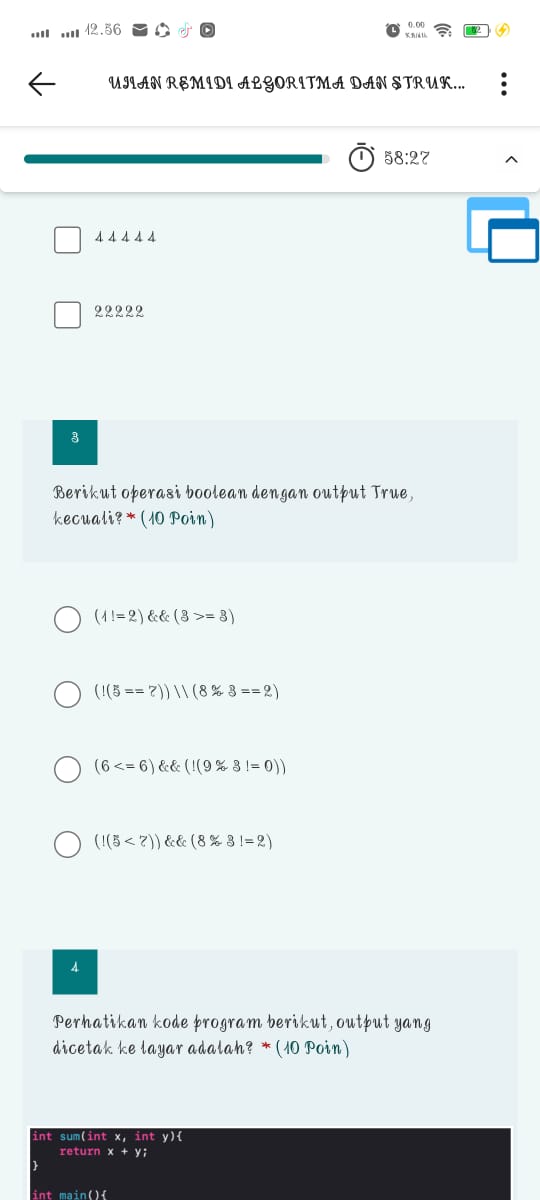 12.56
0.00
KB/dtk
52
UJIAN REMIDI ALGORITMA DAN STRUK...
58:27
44444
22222
3
Berikut operasi boolean dengan output True,
kecuali? * (10 Poin)
(1 != 2) && (3 >= 3)
(!(5 == 7)) \\ (8 % 3 == 2)
(6 <= 6) && (!(9 % 3 != 0))
(!(5 < 7)) && (8 % 3 != 2)
4
Perhatikan kode program berikut, output yang
dicetak ke layar adalah? * (10 Poin)
int sum(int x, int y){
return x + y;
}
int main(){